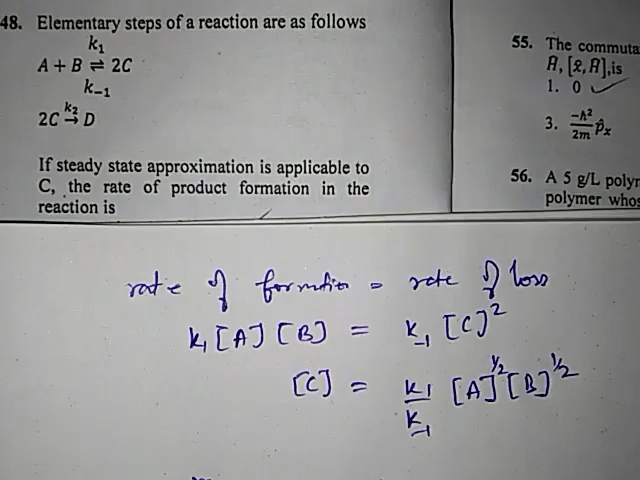 48. Elementary steps of a reaction are as follows
k₁
A + B ⇌ 2C
k₋₁
2C →(k₂) D
If steady state approximation is applicable to
C, the rate of product formation in the
reaction is
55. The commuta
Ĥ, [x̂, Ĥ], is
1. 0 ✓
3. -ħ²/2m p̂ₓ
56. A 5 g/L polyr
polymer whos
rate of formation = rate of loss
k₁ [A] [B] = k₋₁ [C]²
[C] = k₁/k₋₁ [A]^½ [B]^½